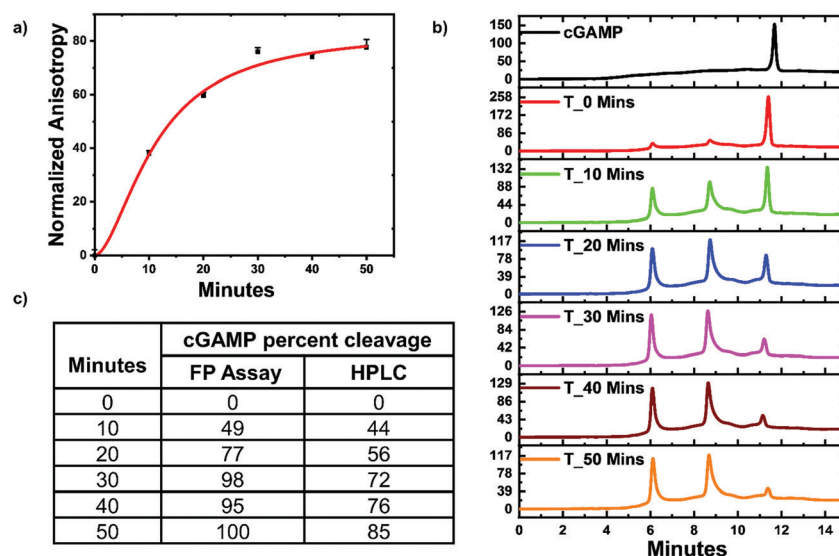 a)
Normalized Anisotropy
80
60
40
20
0
0 10 20 30 40 50
Minutes
b)
cGAMP
150
100
50
0
T_0 Mins
258
172
86
0
T_10 Mins
132
88
44
0
T_20 Mins
117
78
39
0
T_30 Mins
126
84
42
0
T_40 Mins
129
86
43
0
T_50 Mins
117
78
39
0
0 2 4 6 8 10 12 14
Minutes
c)
Minutes cGAMP percent cleavage
FP Assay HPLC
0 0 0
10 49 44
20 77 56
30 98 72
40 95 76
50 100 85